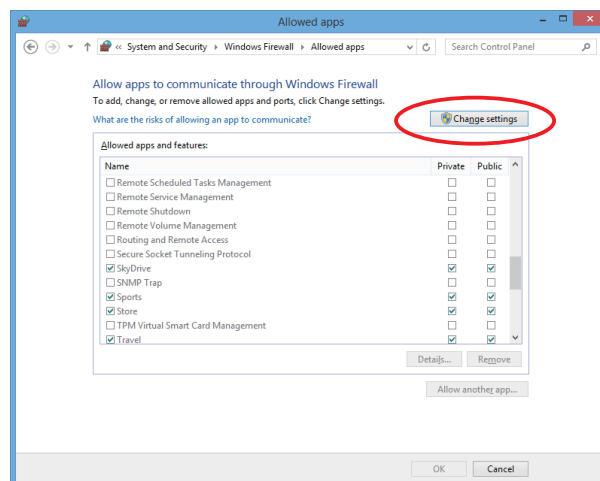 Allowed apps
« System and Security › Windows Firewall › Allowed apps
Search Control Panel
Allow apps to communicate through Windows Firewall
To add, change, or remove allowed apps and ports, click Change settings.
What are the risks of allowing an app to communicate?
Change settings
Allowed apps and features:
Name Private Public
Remote Scheduled Tasks Management
Remote Service Management
Remote Shutdown
Remote Volume Management
Routing and Remote Access
Secure Socket Tunneling Protocol
SkyDrive
SNMP Trap
Sports
Store
TPM Virtual Smart Card Management
Travel
Details... Remove
Allow another app...
OK Cancel